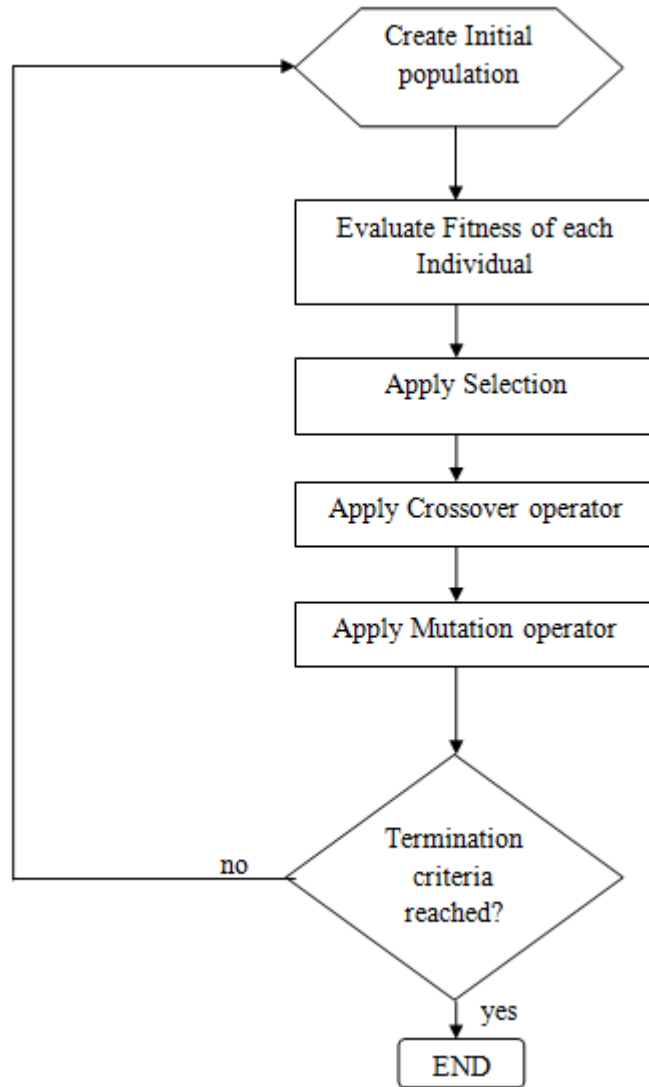 Create Initial
population
Evaluate Fitness of each
Individual
Apply Selection
Apply Crossover operator
Apply Mutation operator
Termination
criteria
reached?
no
yes
END